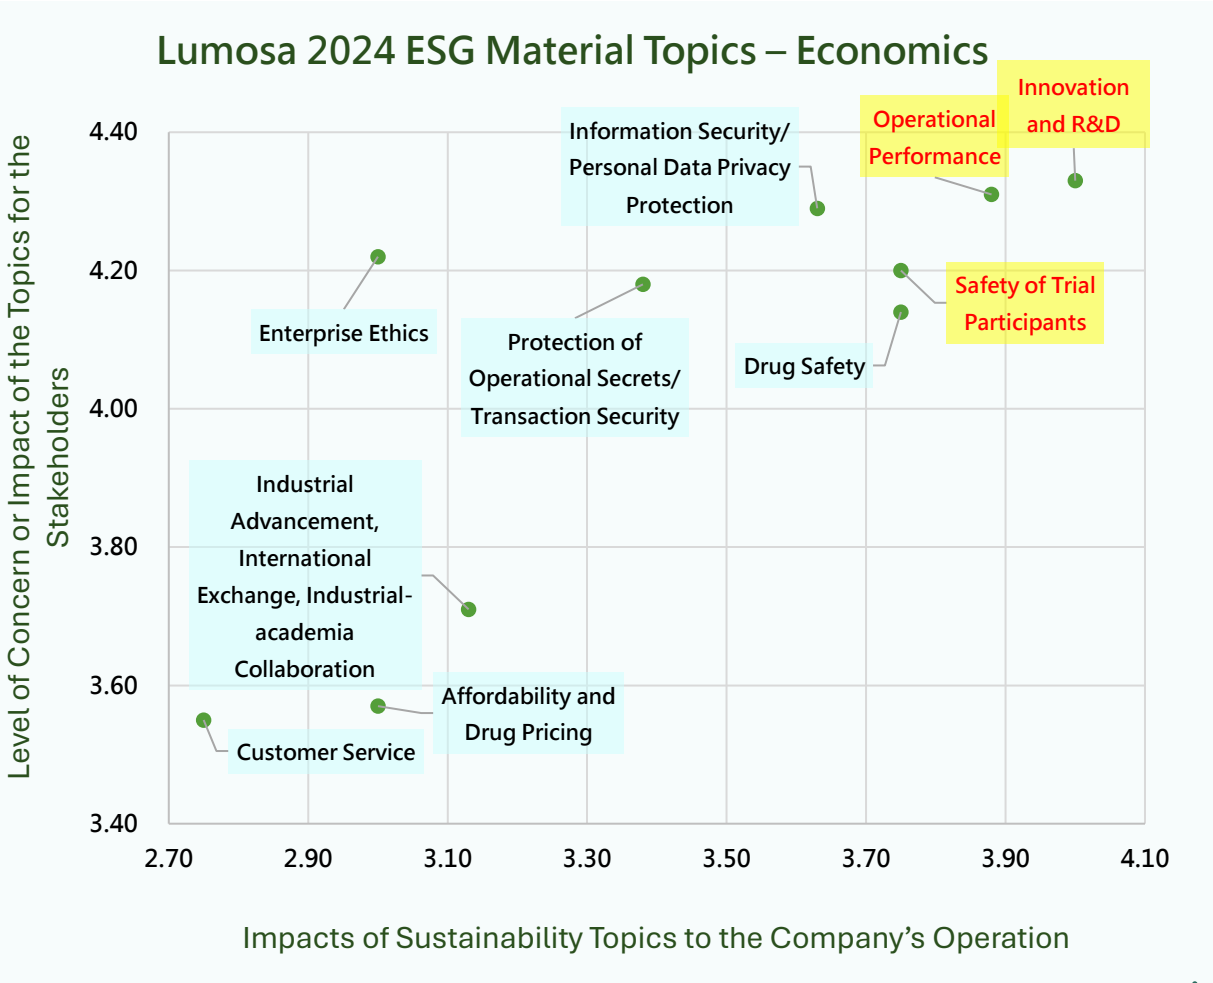 Lumosa 2024 ESG Material Topics – Economics
Innovation
and R&D
Operational
Performance
Information Security/
Personal Data Privacy
Protection
Enterprise Ethics
Protection of
Operational Secrets/
Transaction Security
Safety of Trial
Participants
Drug Safety
Industrial
Advancement,
International
Exchange, Industrial-
academia
Collaboration
Affordability and
Drug Pricing
Customer Service
Level of Concern or Impact of the Topics for the
Stakeholders
4.40
4.20
4.00
3.80
3.60
3.40
2.70 2.90 3.10 3.30 3.50 3.70 3.90 4.10
Impacts of Sustainability Topics to the Company’s Operation